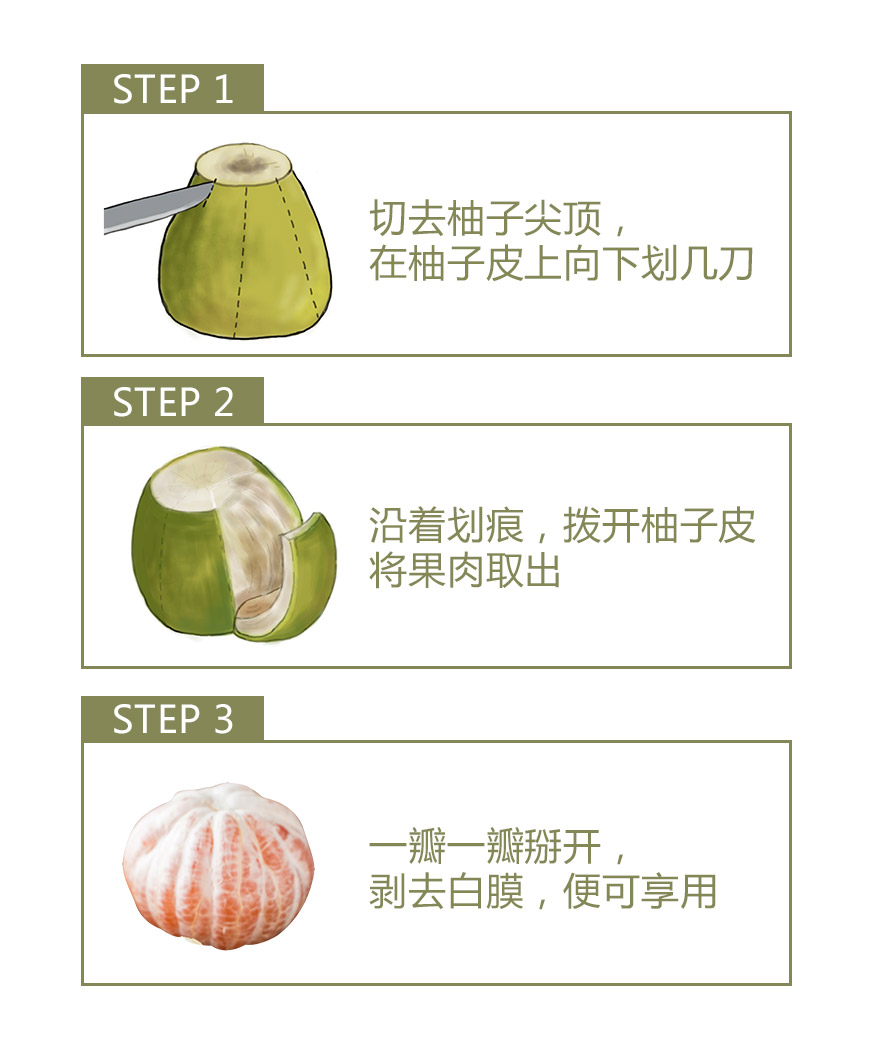 STEP 1
切去柚子尖顶，
在柚子皮上向下划几刀
STEP 2
沿着划痕，拨开柚子皮
将果肉取出
STEP 3
一瓣一瓣掰开，
剥去白膜，便可享用